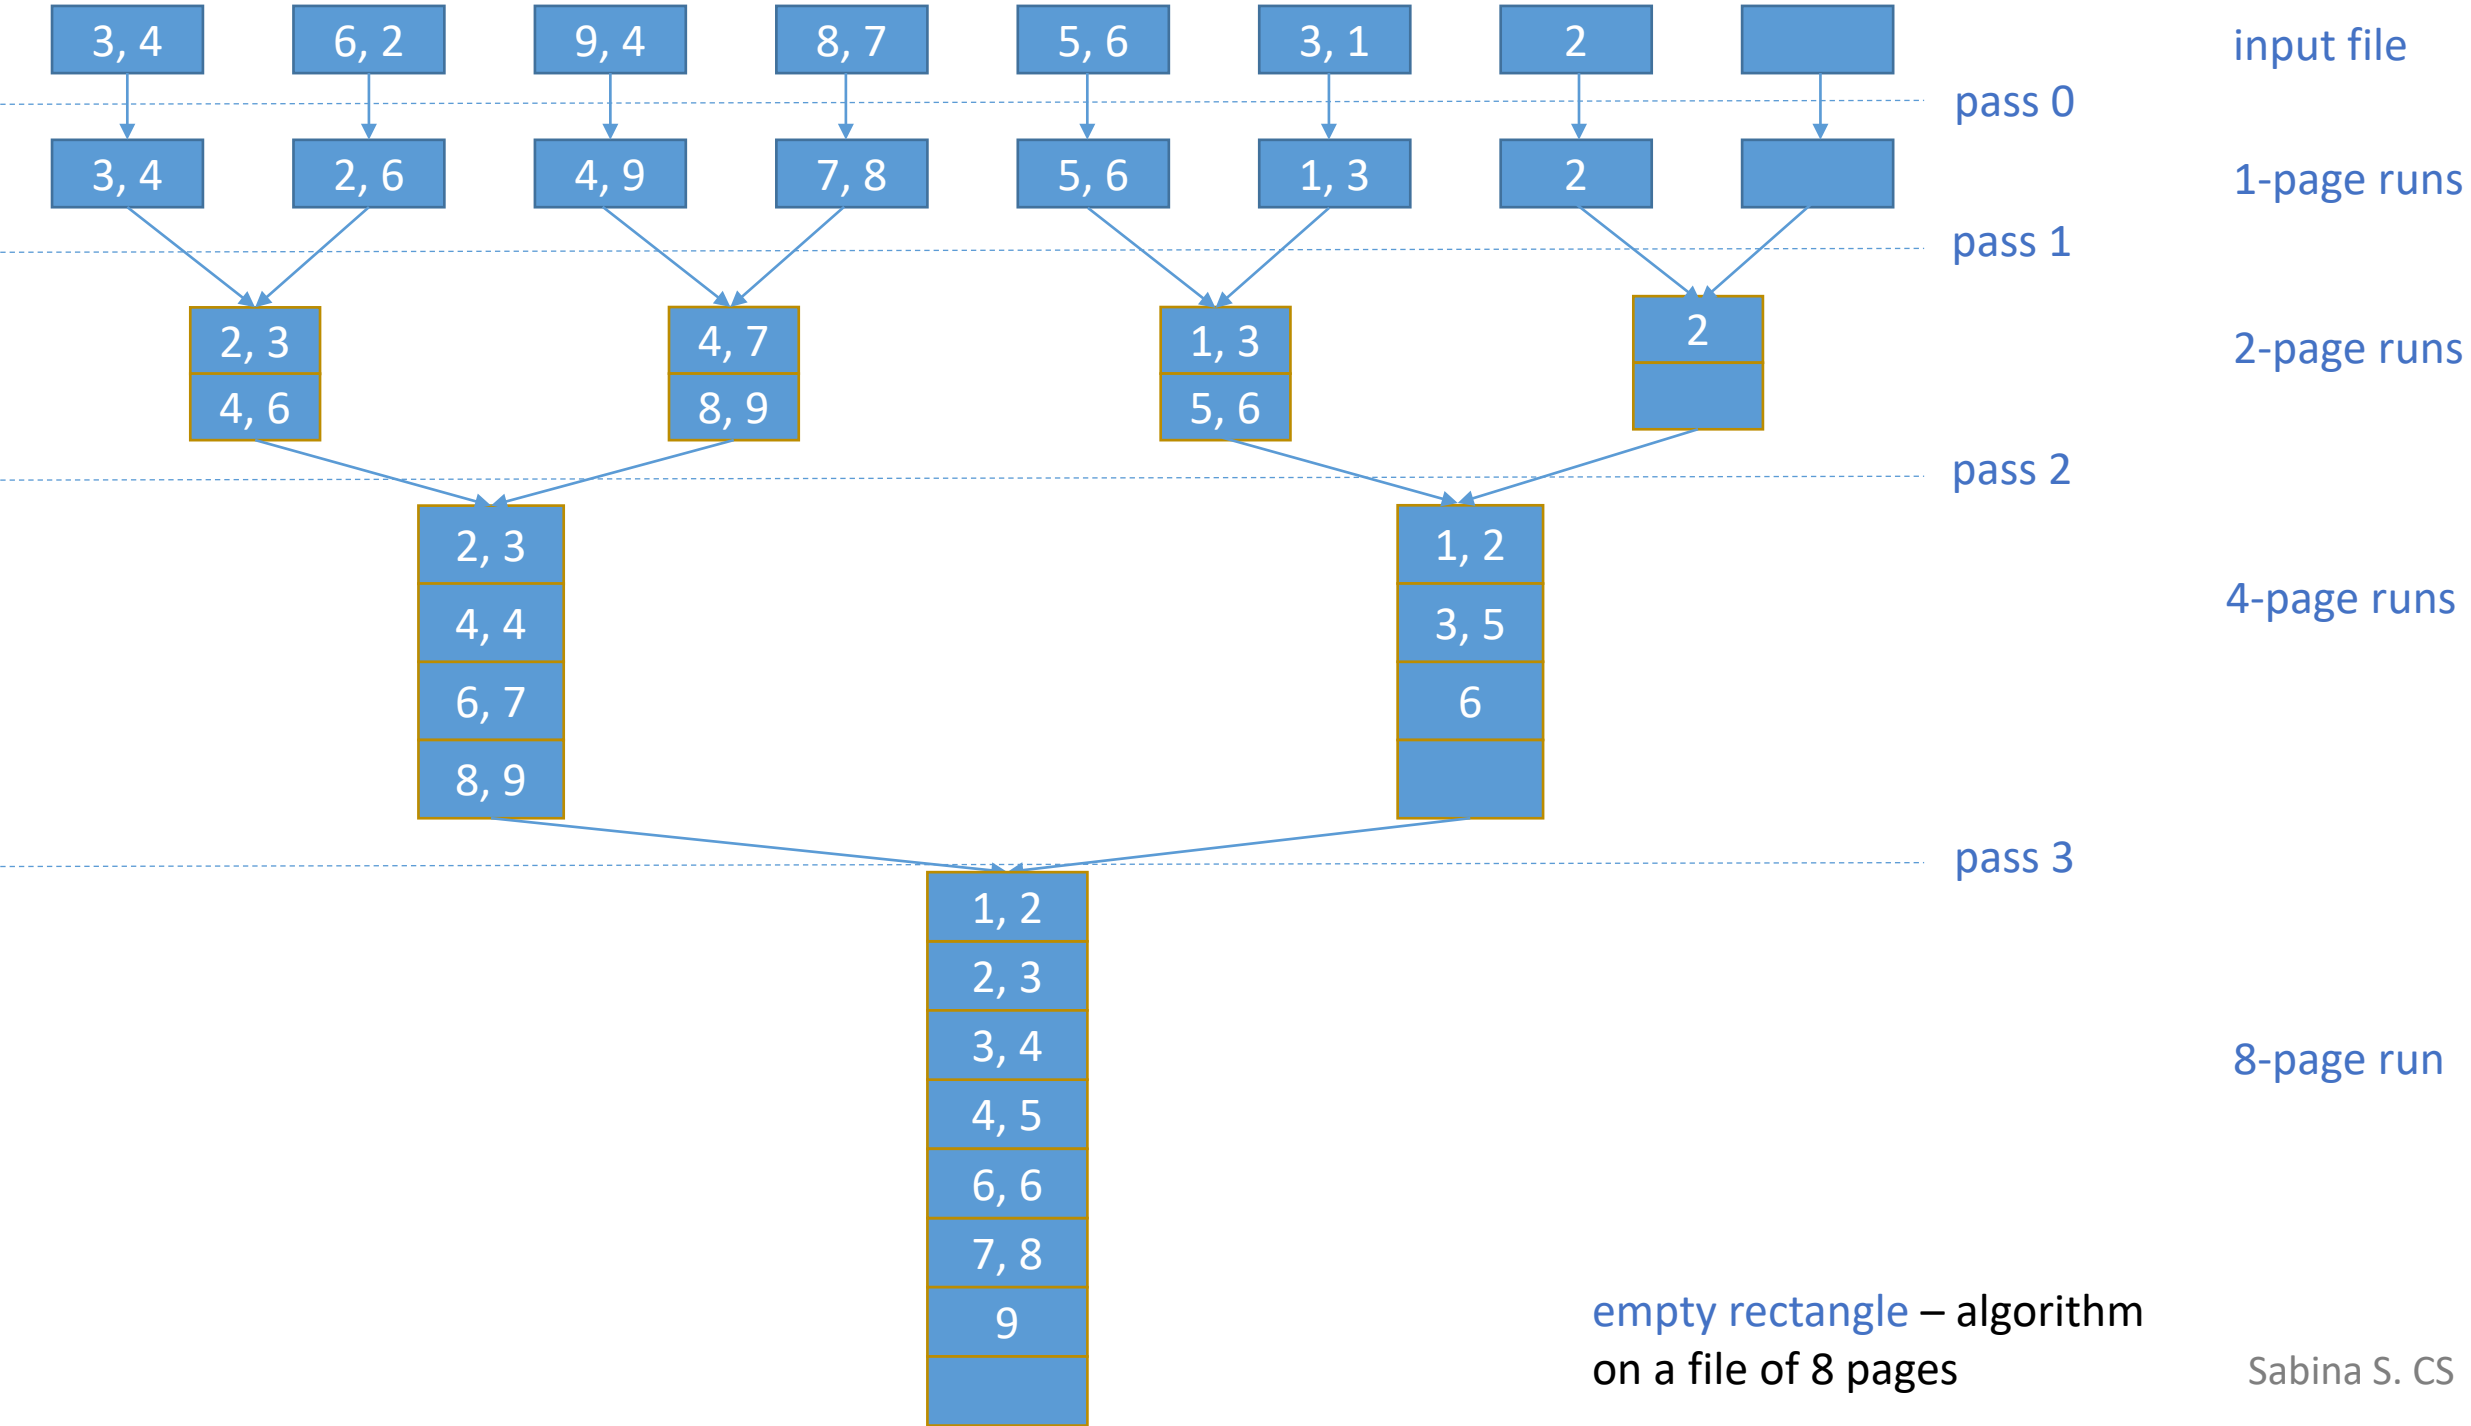 3, 4
6, 2
9, 4
8, 7
5, 6
3, 1
2
input file
pass 0
3, 4
2, 6
4, 9
7, 8
5, 6
1, 3
2
1-page runs
pass 1
2, 3
4, 6
4, 7
8, 9
1, 3
5, 6
2
2-page runs
pass 2
2, 3
4, 4
6, 7
8, 9
1, 2
3, 5
6
4-page runs
pass 3
1, 2
2, 3
3, 4
4, 5
6, 6
7, 8
9
8-page run
empty rectangle – algorithm
on a file of 8 pages
Sabina S. CS